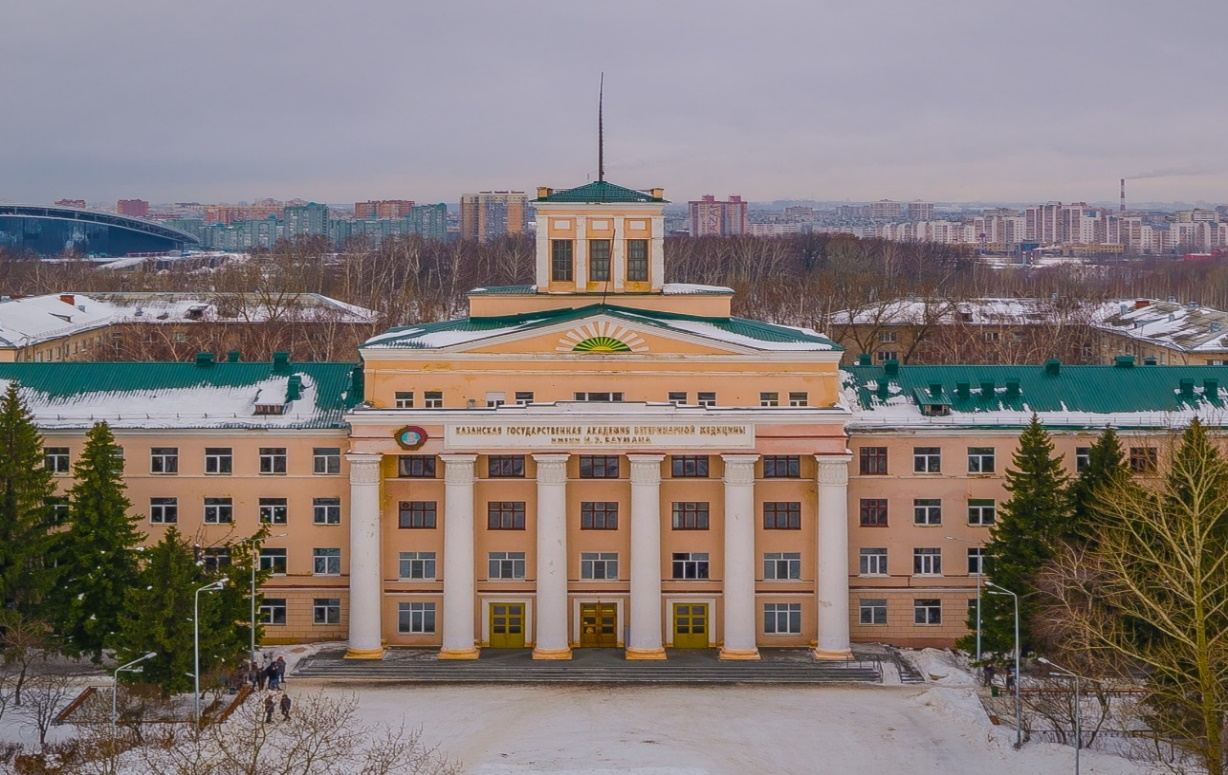 КАЗАНСКАЯ ГОСУДАРСТВЕННАЯ АКАДЕМИЯ ВЕТЕРИНАРНОЙ МЕДИЦИНЫ
ИМЕНИ Н.Э. БАУМАНА